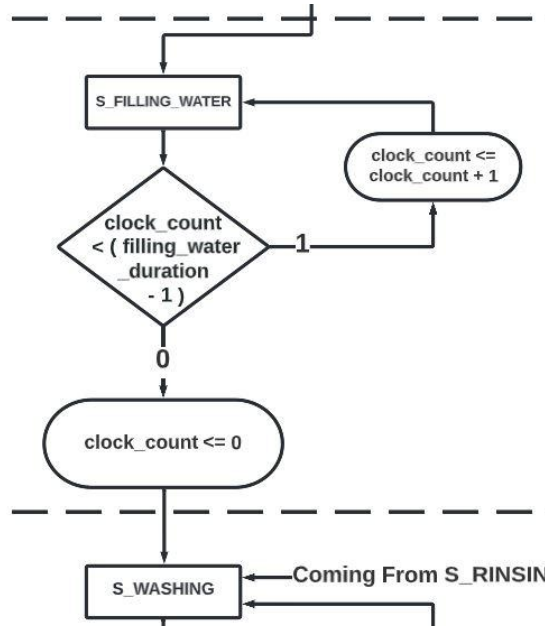 S_FILLING_WATER
clock_count <=
clock_count + 1
clock_count
< ( filling_water
_duration
- 1 )
1
0
clock_count <= 0
S_WASHING
Coming From S_RINSIN